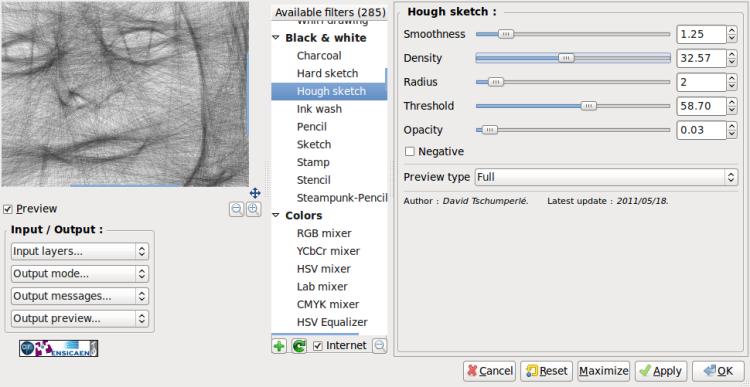 Preview
Input / Output :
Input layers...
Output mode...
Output messages...
Output preview...
ENSICAEN
Available filters (285)
Black & white
Charcoal
Hard sketch
Hough sketch
Ink wash
Pencil
Sketch
Stamp
Stencil
Steampunk-Pencil
Colors
RGB mixer
YCbCr mixer
HSV mixer
Lab mixer
CMYK mixer
HSV Equalizer
Internet
Hough sketch :
Smoothness 1.25
Density 32.57
Radius 2
Threshold 58.70
Opacity 0.03
Negative
Preview type Full
Author : David Tschumperlé. Latest update : 2011/05/18.
Cancel Reset Maximize Apply OK